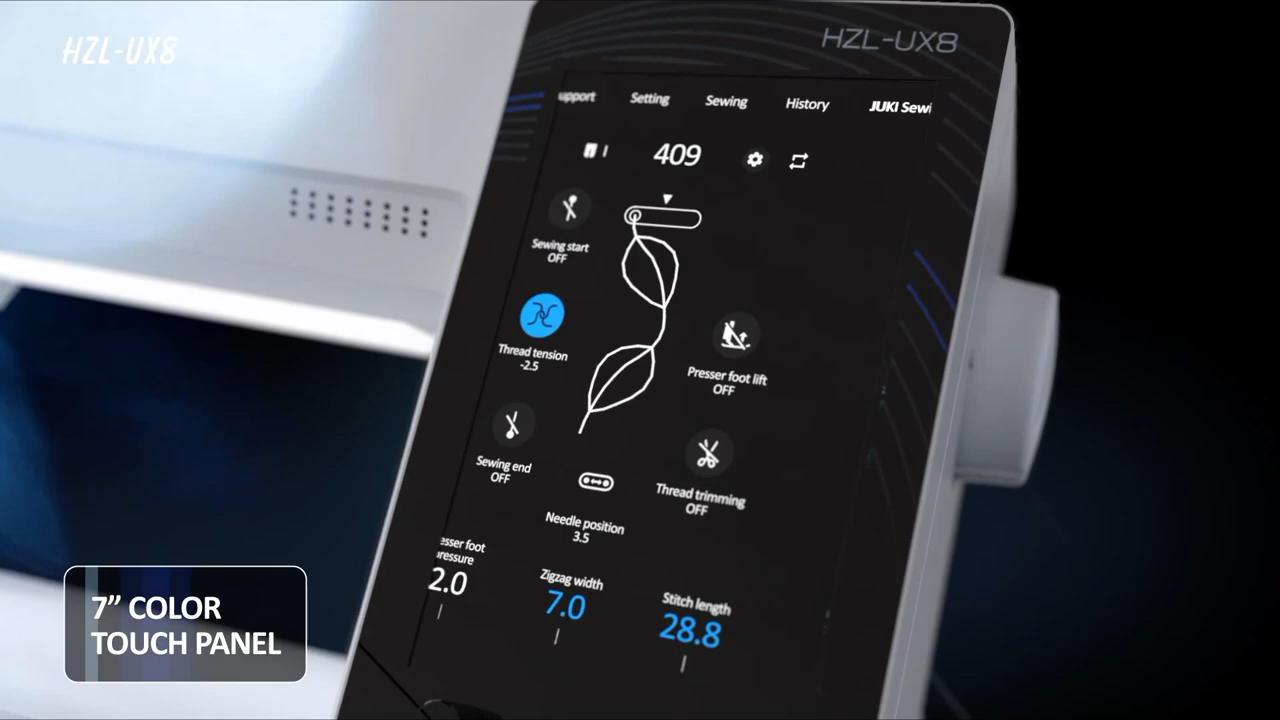 HZL-UX8
HZL-UX8
upport Setting Sewing History JUKI Sewi
409
Sewing start
OFF
Thread tension
-2.5
Presser foot lift
OFF
Sewing end
OFF
Thread trimming
OFF
Needle position
3.5
esser foot
ressure
2.0
Zigzag width
7.0
Stitch length
28.8
7” COLOR
TOUCH PANEL